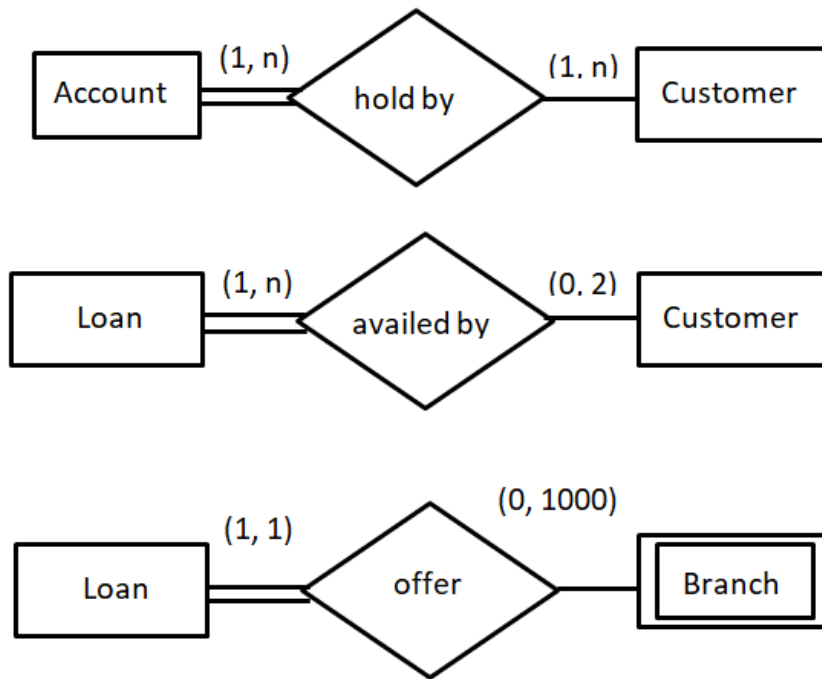 (1, n) (1, n)
Account hold by Customer
(1, n) (0, 2)
Loan availed by Customer
(0, 1000)
(1, 1)
Loan offer Branch